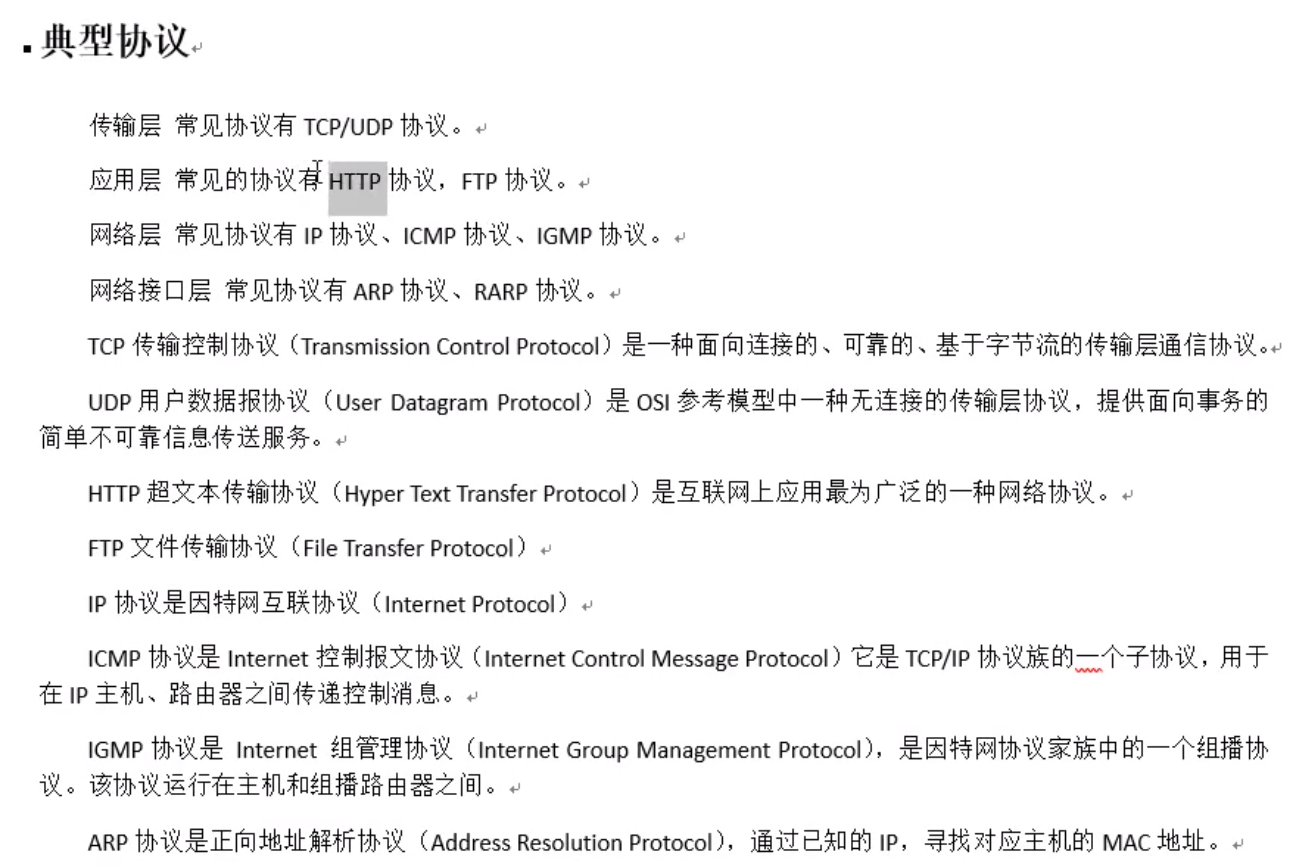 典型协议
传输层 常见协议有 TCP/UDP 协议。
应用层 常见的协议有 HTTP 协议，FTP 协议。
网络层 常见协议有 IP 协议、ICMP 协议、IGMP 协议。
网络接口层 常见协议有 ARP 协议、RARP 协议。
TCP 传输控制协议（Transmission Control Protocol）是一种面向连接的、可靠的、基于字节流的传输层通信协议。
UDP 用户数据报协议（User Datagram Protocol）是 OSI 参考模型中一种无连接的传输层协议，提供面向事务的
简单不可靠信息传送服务。
HTTP 超文本传输协议（Hyper Text Transfer Protocol）是互联网上应用最为广泛的一种网络协议。
FTP 文件传输协议（File Transfer Protocol）
IP 协议是因特网互联协议（Internet Protocol）
ICMP 协议是 Internet 控制报文协议（Internet Control Message Protocol）它是 TCP/IP 协议族的一个子协议，用于
在 IP 主机、路由器之间传递控制消息。
IGMP 协议是 Internet 组管理协议（Internet Group Management Protocol），是因特网协议家族中的一个组播协
议。该协议运行在主机和组播路由器之间。
ARP 协议是正向地址解析协议（Address Resolution Protocol），通过已知的 IP，寻找对应主机的 MAC 地址。